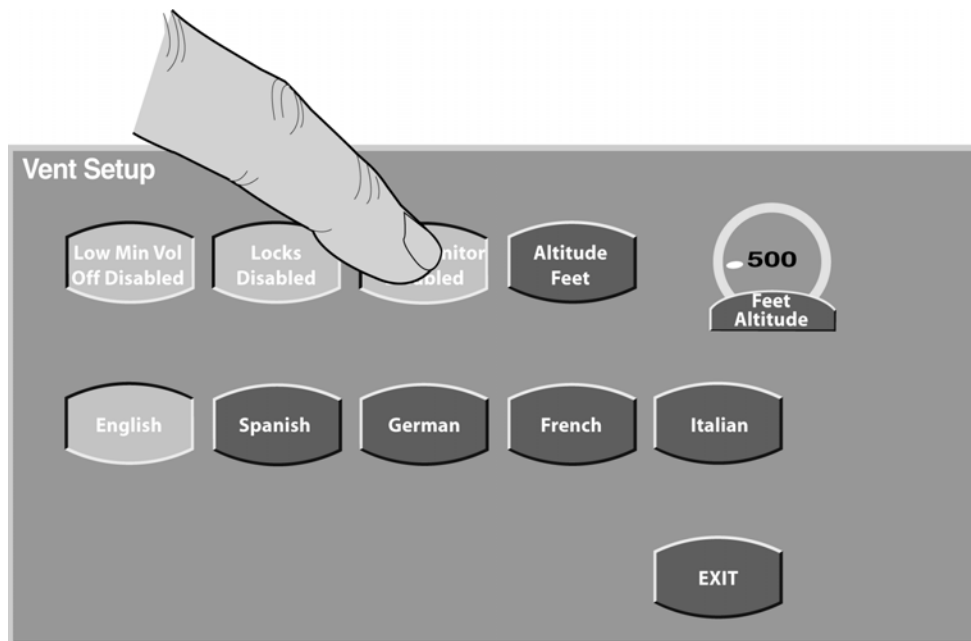 Vent Setup
Low Min Vol
Off Disabled
Locks
Disabled
Altitude
Feet
500
Feet
Altitude
English
Spanish
German
French
Italian
EXIT